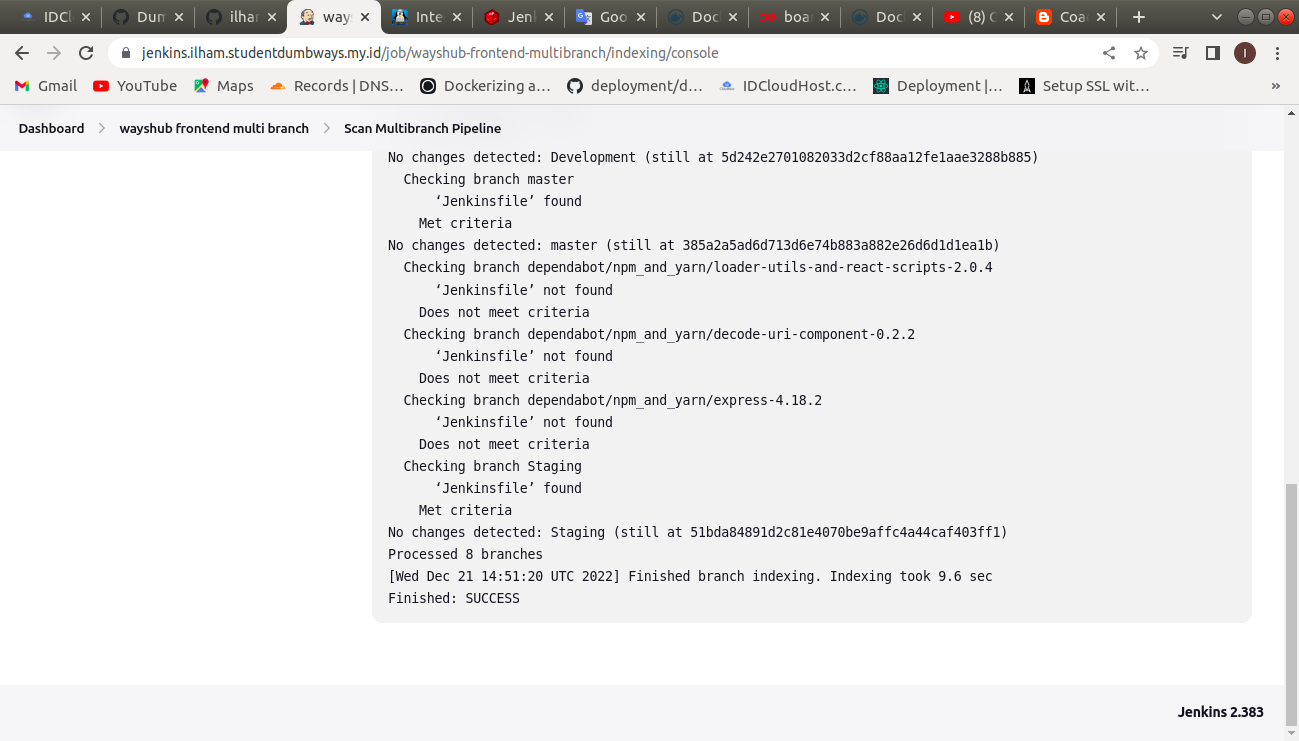 IDCl
Dum
ilhar
ways
Inte
Jenl
Goo
Doc
boa
Doc
(8) C
Coa
jenkins.ilham.studentdumbways.my.id/job/wayshub-frontend-multibranch/indexing/console
I
Gmail
YouTube
Maps
Records | DNS...
Dockerizing a...
deployment/d...
IDCloudHost.c...
Deployment |...
Setup SSL wit...
»
Dashboard > wayshub frontend multi branch > Scan Multibranch Pipeline
No changes detected: Development (still at 5d242e2701082033d2cf88aa12fe1aae3288b885)
Checking branch master
‘Jenkinsfile’ found
Met criteria
No changes detected: master (still at 385a2a5ad6d713d6e74b883a882e26d6d1d1ea1b)
Checking branch dependabot/npm_and_yarn/loader-utils-and-react-scripts-2.0.4
‘Jenkinsfile’ not found
Does not meet criteria
Checking branch dependabot/npm_and_yarn/decode-uri-component-0.2.2
‘Jenkinsfile’ not found
Does not meet criteria
Checking branch dependabot/npm_and_yarn/express-4.18.2
‘Jenkinsfile’ not found
Does not meet criteria
Checking branch Staging
‘Jenkinsfile’ found
Met criteria
No changes detected: Staging (still at 51bda84891d2c81e4070be9affc4a44caf403ff1)
Processed 8 branches
[Wed Dec 21 14:51:20 UTC 2022] Finished branch indexing. Indexing took 9.6 sec
Finished: SUCCESS
Jenkins 2.383